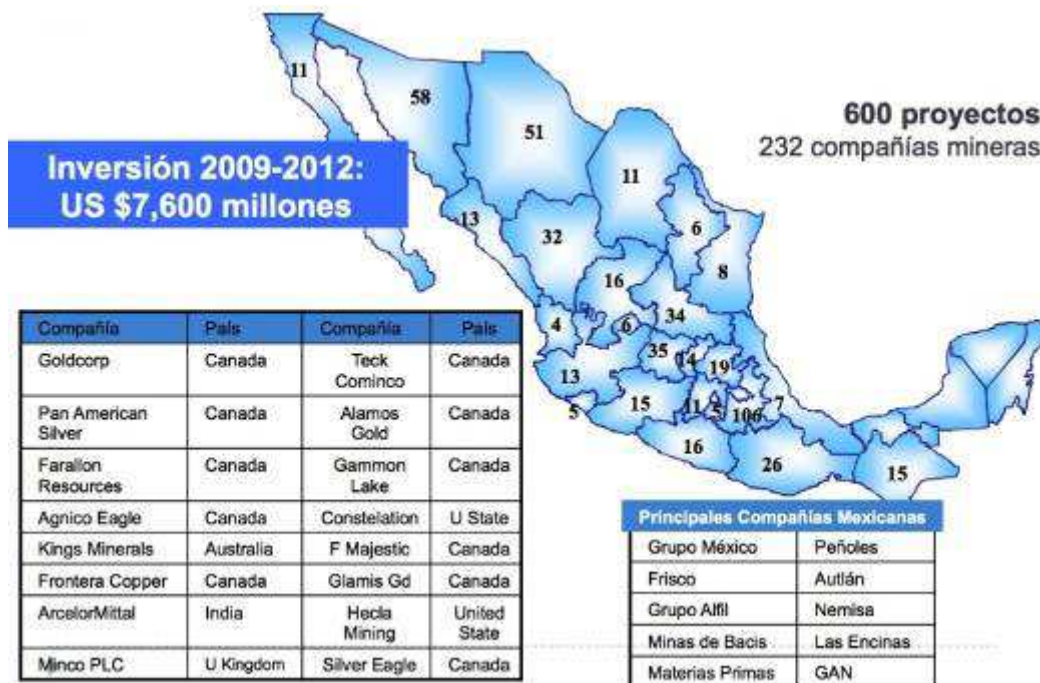 11
58
51
600 proyectos
232 compañías mineras
11
Inversión 2009-2012:
US $7,600 millones
13
32
6
8
16
4
6
34
35
14
19
13
5
15
11
5
106
7
16
26
15
Compañía País Compañía País
Goldcorp Canada Teck Cominco Canada
Pan American Silver Canada Alamos Gold Canada
Farallon Resources Canada Gammon Lake Canada
Agnico Eagle Canada Constelation U State
Kings Minerals Australia F Majestic Canada
Frontera Copper Canada Glamis Gd Canada
ArcelorMittal India Hecla Mining United State
Minco PLC U Kingdom Silver Eagle Canada
Principales Compañías Mexicanas
Grupo México Peñoles
Frisco Autlán
Grupo Alfil Nemisa
Minas de Bacis Las Encinas
Materias Primas GAN